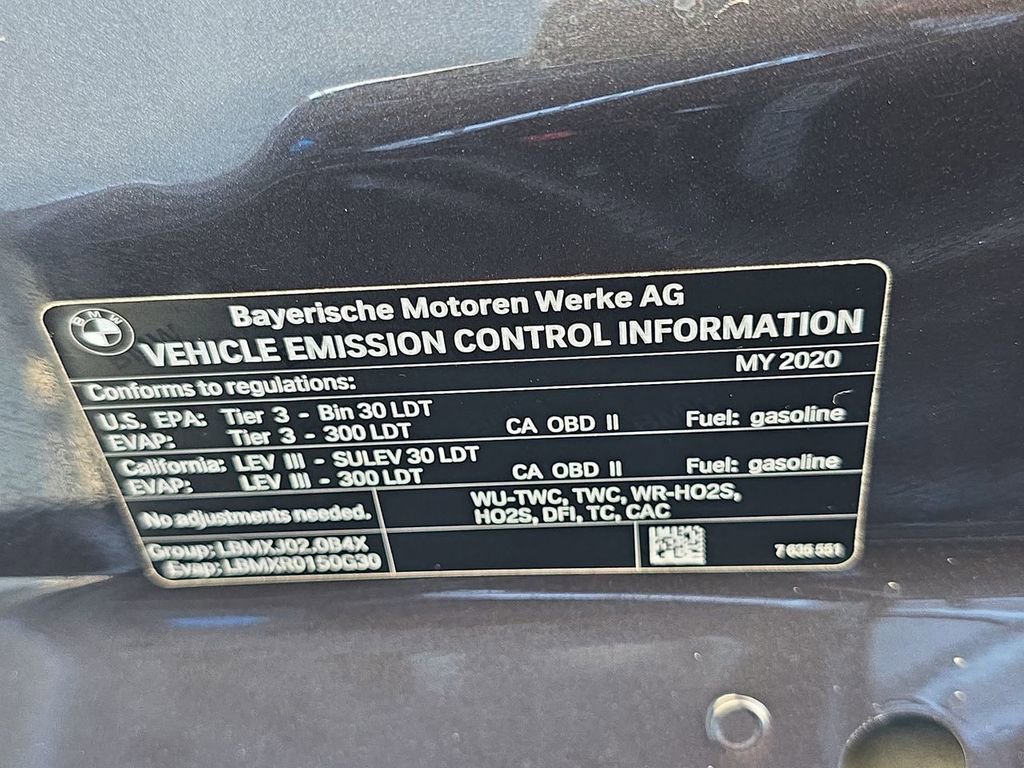 BMW
Bayerische Motoren Werke AG
VEHICLE EMISSION CONTROL INFORMATION
MY 2020
Conforms to regulations:
U.S. EPA: Tier 3 - Bin 30 LDT
EVAP: Tier 3 - 300 LDT CA OBD II Fuel: gasoline
California: LEV III - SULEV 30 LDT
EVAP: LEV III - 300 LDT CA OBD II Fuel: gasoline
No adjustments needed.
WU-TWC, TWC, WR-HO2S,
HO2S, DFI, TC, CAC
Group: LBMXJ02.0B4X
Evap: LBMXR0150G30
7 635 551